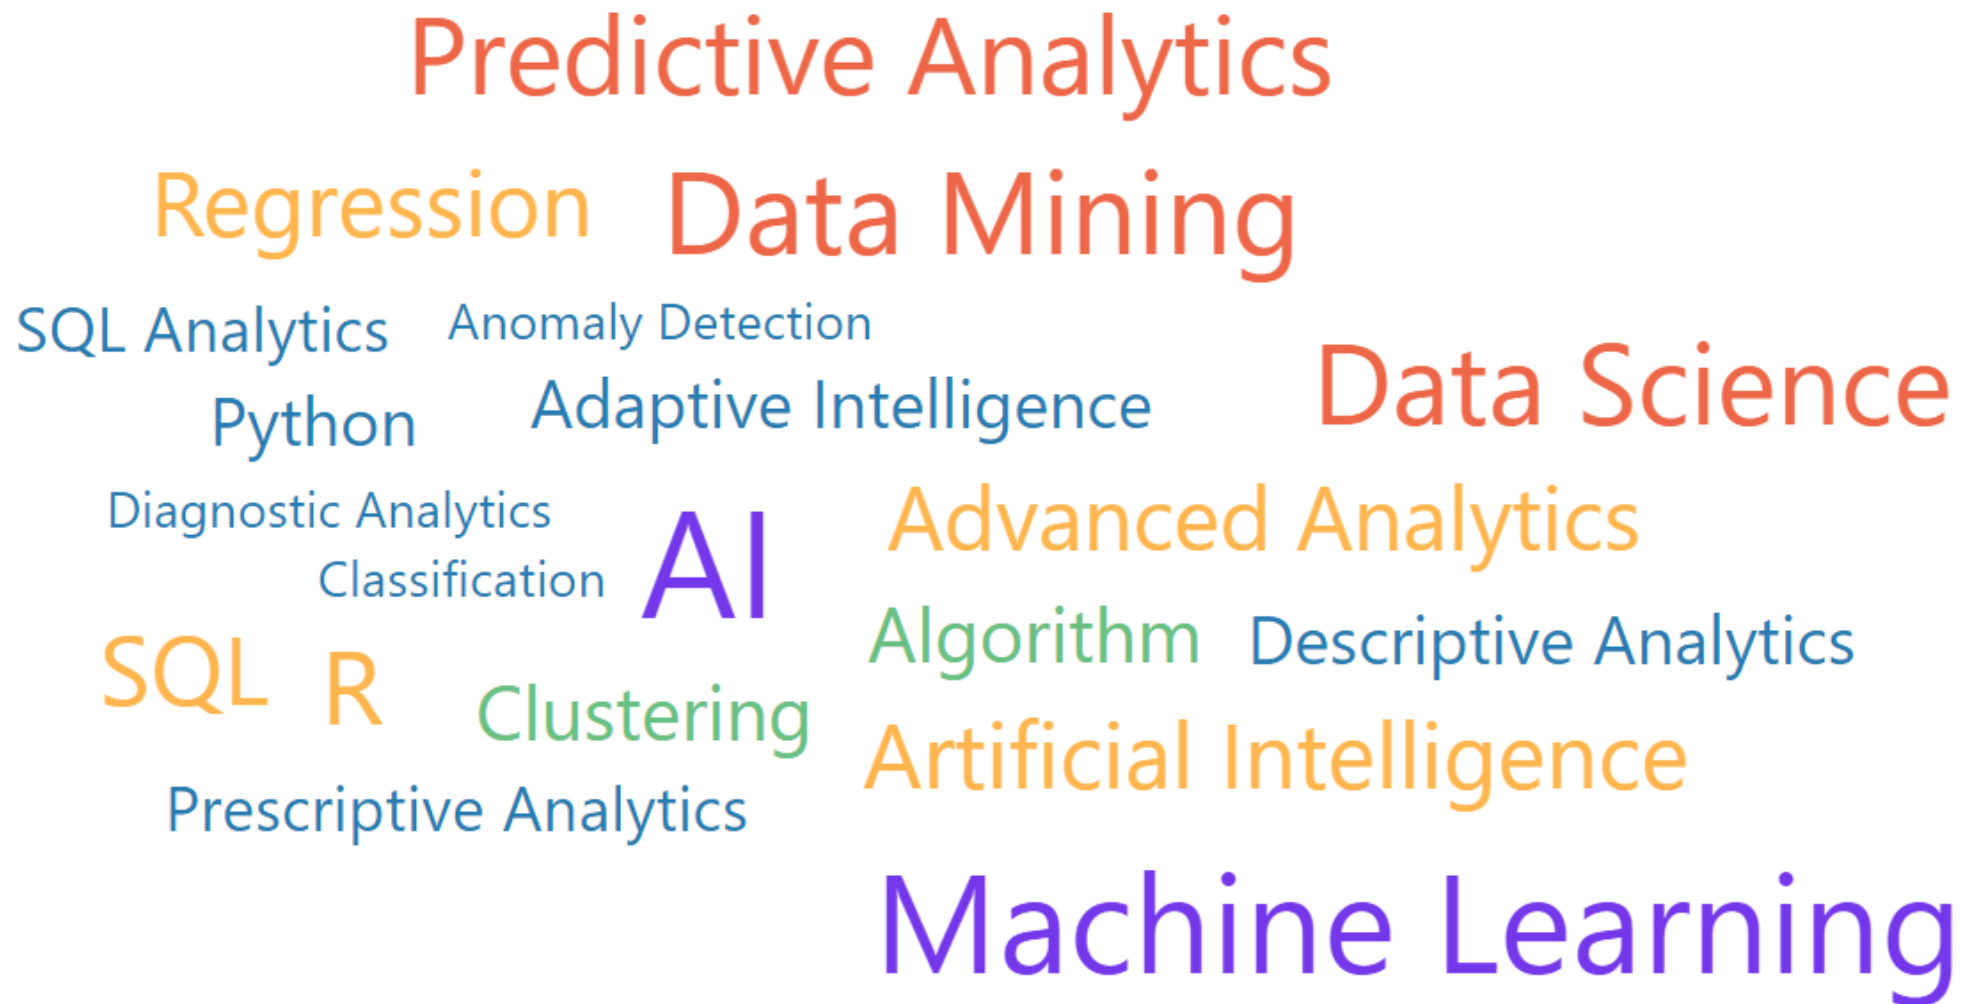 Predictive Analytics
Regression
Data Mining
SQL Analytics
Anomaly Detection
Data Science
Python
Adaptive Intelligence
Diagnostic Analytics
AI
Advanced Analytics
Classification
Algorithm
Descriptive Analytics
SQL
R
Clustering
Artificial Intelligence
Prescriptive Analytics
Machine Learning